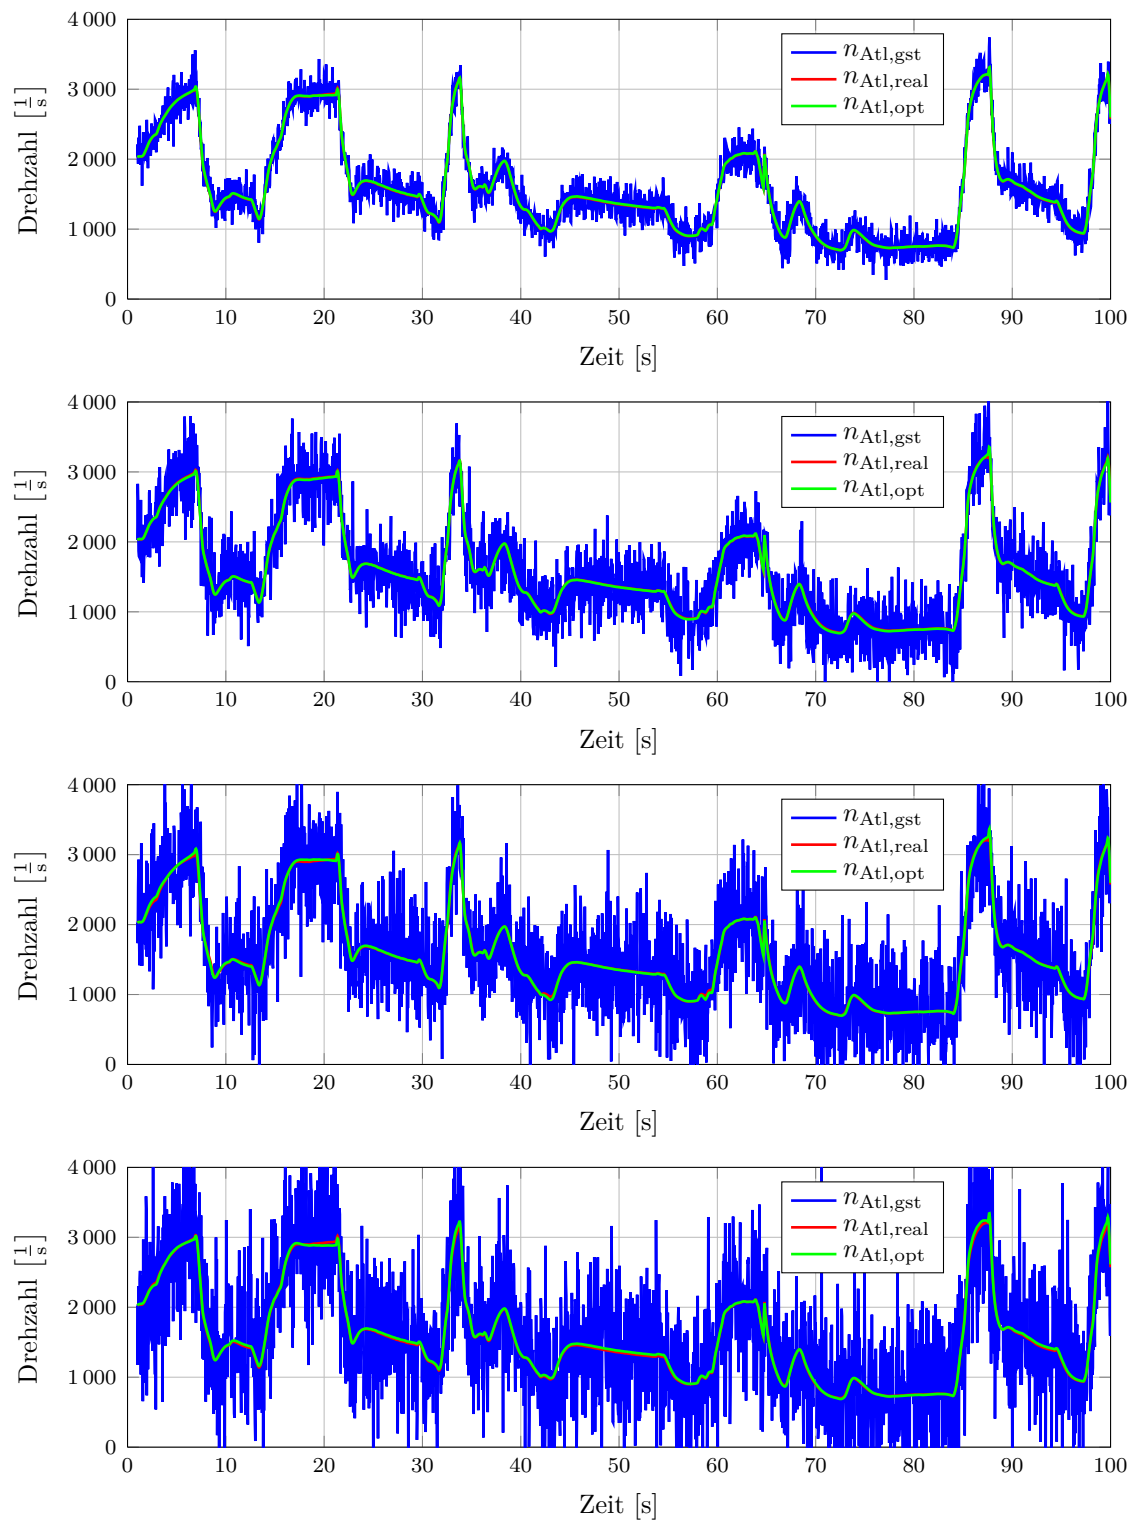 4 000
3 000
2 000
1 000
0
Drehzahl [1/s]
n_Atl,gst
n_Atl,real
n_Atl,opt
0 10 20 30 40 50 60 70 80 90 100
Zeit [s]
4 000
3 000
2 000
1 000
0
Drehzahl [1/s]
n_Atl,gst
n_Atl,real
n_Atl,opt
0 10 20 30 40 50 60 70 80 90 100
Zeit [s]
4 000
3 000
2 000
1 000
0
Drehzahl [1/s]
n_Atl,gst
n_Atl,real
n_Atl,opt
0 10 20 30 40 50 60 70 80 90 100
Zeit [s]
4 000
3 000
2 000
1 000
0
Drehzahl [1/s]
n_Atl,gst
n_Atl,real
n_Atl,opt
0 10 20 30 40 50 60 70 80 90 100
Zeit [s]